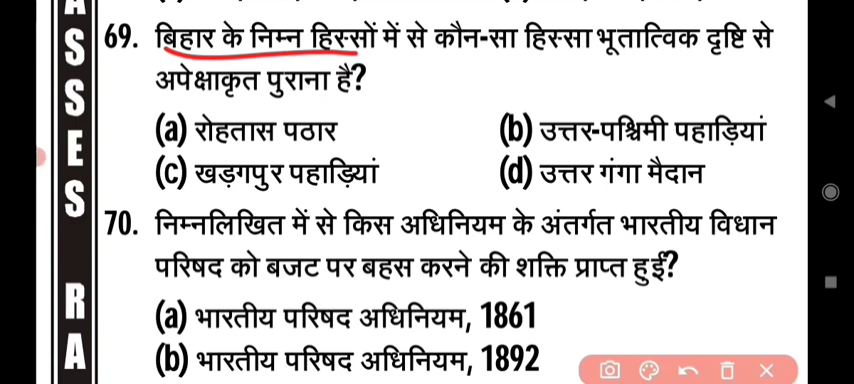 ASSES RA
69. बिहार के निम्न हिस्सों में से कौन-सा हिस्सा भूतात्विक दृष्टि से
अपेक्षाकृत पुराना है?
(a) रोहतास पठार (b) उत्तर-पश्चिमी पहाड़ियां
(c) खड़गपुर पहाड़ियां (d) उत्तर गंगा मैदान
70. निम्नलिखित में से किस अधिनियम के अंतर्गत भारतीय विधान
परिषद को बजट पर बहस करने की शक्ति प्राप्त हुई?
(a) भारतीय परिषद अधिनियम, 1861
(b) भारतीय परिषद अधिनियम, 1892